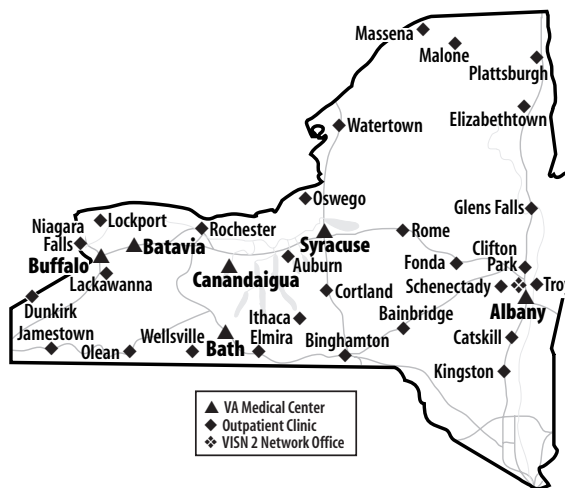 Massena
Malone
Plattsburgh
Elizabethtown
Watertown
Oswego
Glens Falls
Lockport
Niagara
Falls
Rochester
Syracuse
Rome
Batavia
Buffalo
Lackawanna
Canandaigua
Auburn
Fonda
Clifton
Park
Schenectady
Troy
Albany
Cortland
Dunkirk
Jamestown
Olean
Wellsville
Bath
Ithaca
Elmira
Binghamton
Bainbridge
Catskill
Kingston
VA Medical Center
Outpatient Clinic
VISN 2 Network Office